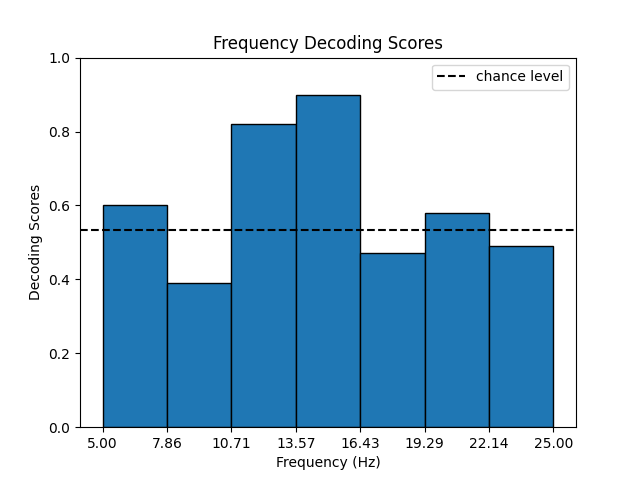 Frequency Decoding Scores
chance level
Decoding Scores
1.0
0.8
0.6
0.4
0.2
0.0
5.00 7.86 10.71 13.57 16.43 19.29 22.14 25.00
Frequency (Hz)